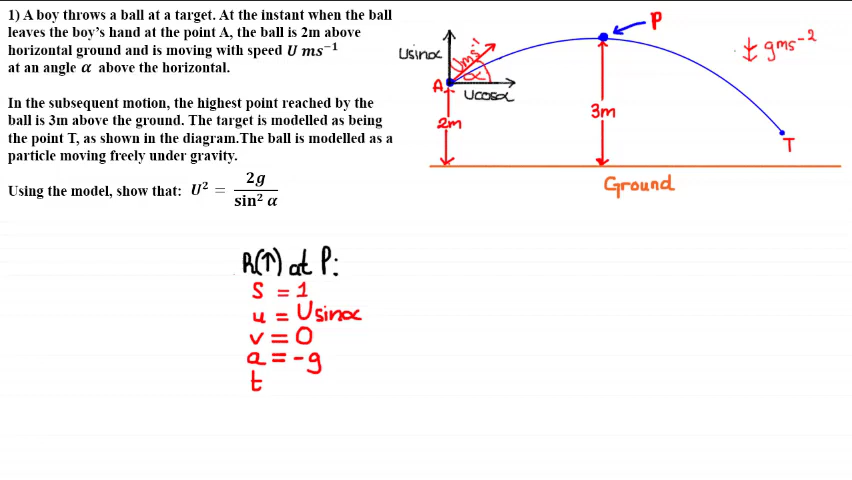 1) A boy throws a ball at a target. At the instant when the ball
leaves the boy's hand at the point A, the ball is 2m above
horizontal ground and is moving with speed U ms⁻¹
at an angle α above the horizontal.
In the subsequent motion, the highest point reached by the
ball is 3m above the ground. The target is modelled as being
the point T, as shown in the diagram.The ball is modelled as a
particle moving freely under gravity.
Using the model, show that: U² = 2g / sin² α
P
Usinα
Ums⁻¹
α
gms⁻²
A
Ucosα
2m
3m
T
Ground
R(↑) at P:
s = 1
u = Usinα
v = 0
a = -g
t